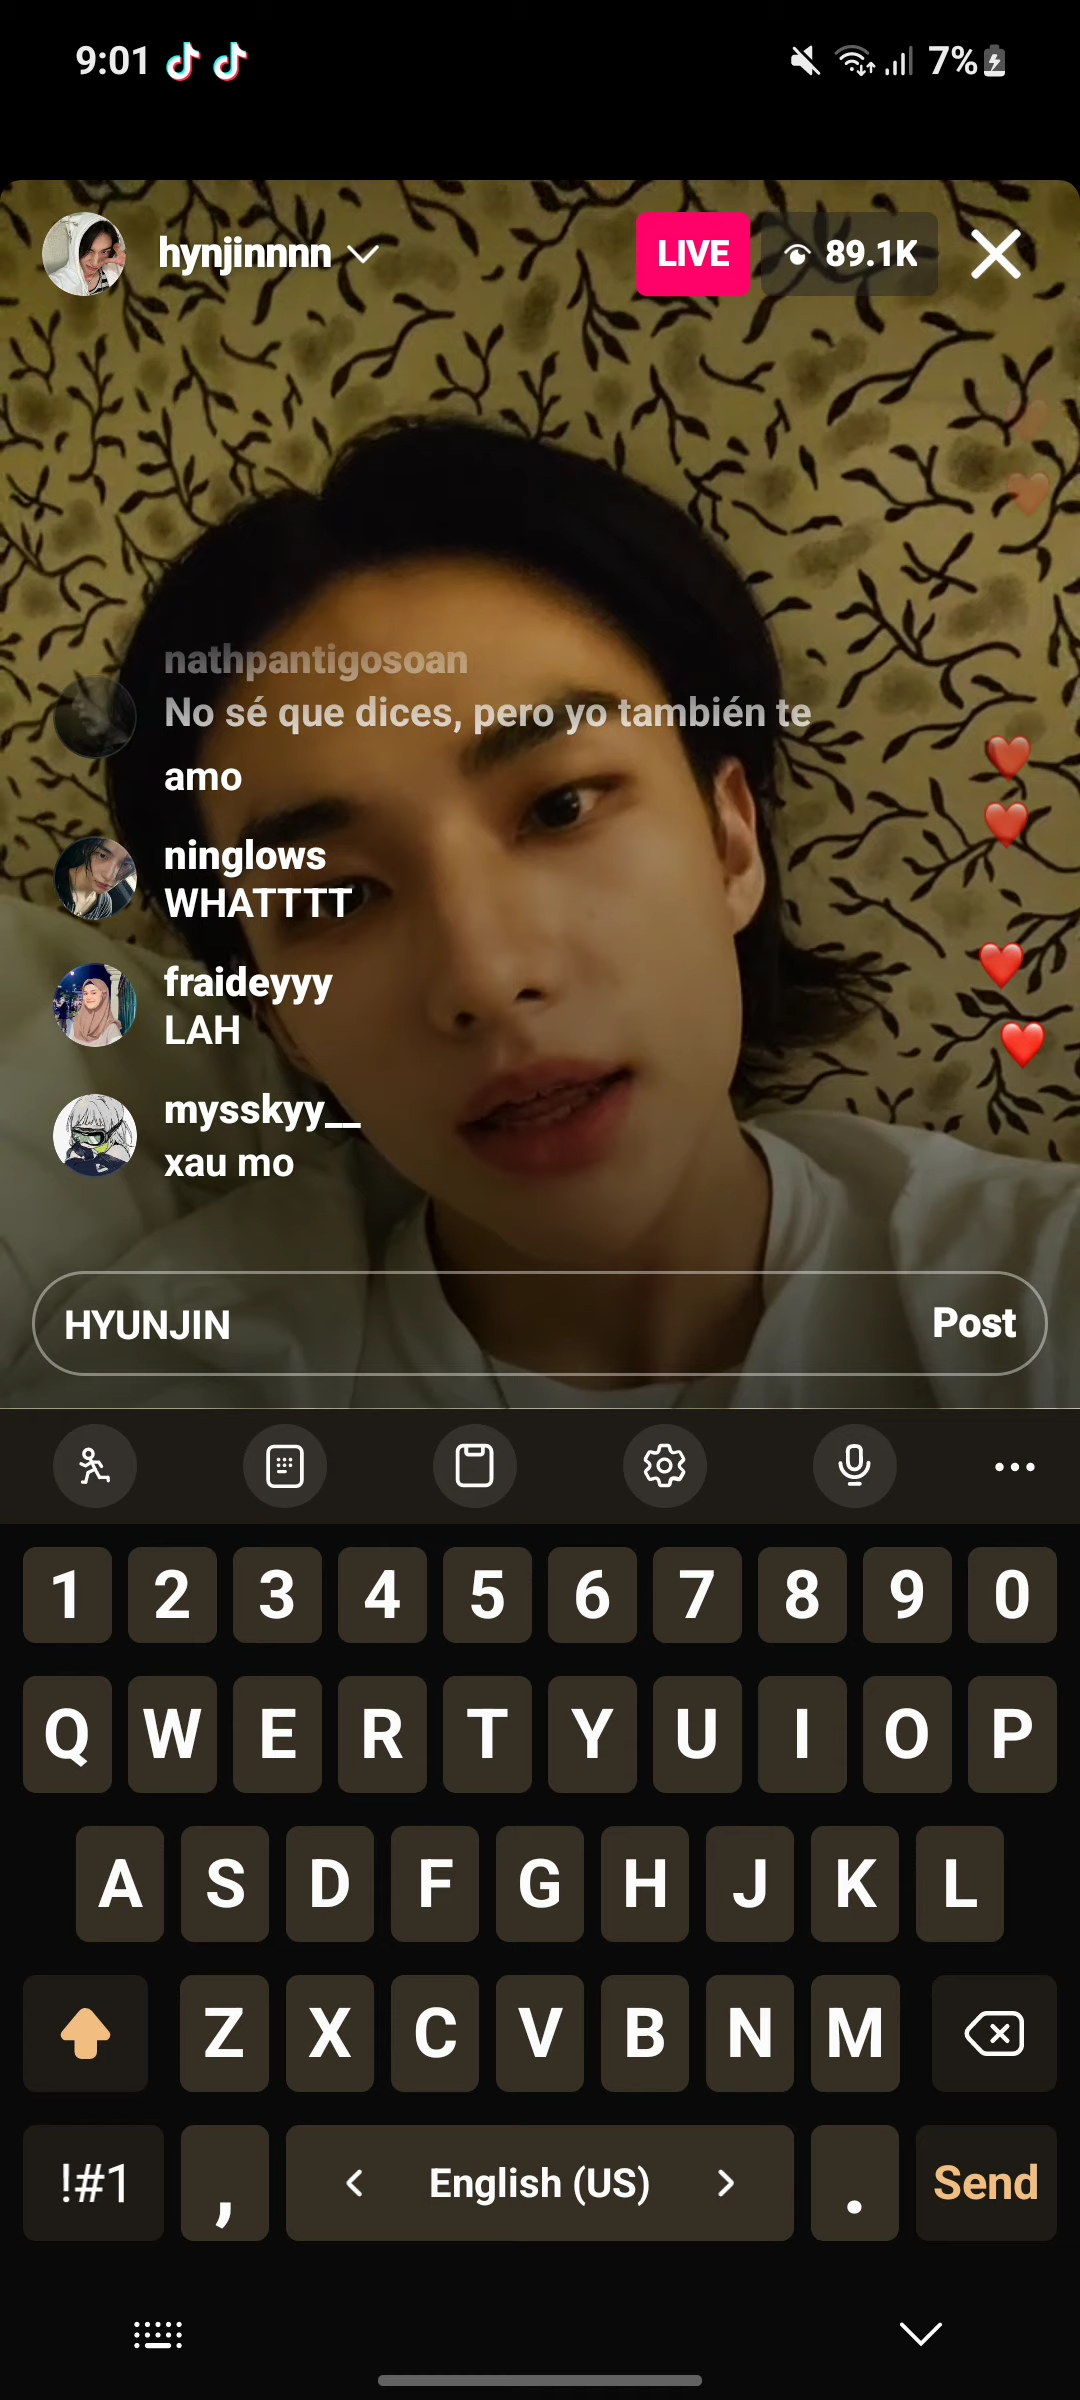 9:01
7%
hynjinnnn
LIVE
89.1K
nathpantigosoan
No sé que dices, pero yo también te
amo
ninglows
WHATTTT
fraideyyy
LAH
mysskyy__
xau mo
HYUNJIN
Post
1 2 3 4 5 6 7 8 9 0
Q W E R T Y U I O P
A S D F G H J K L
Z X C V B N M
!#1 , < English (US) > . Send